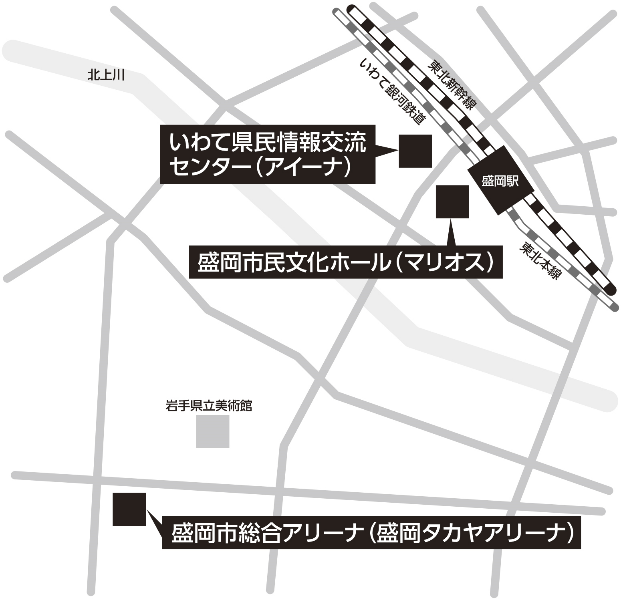 北上川
いわて銀河鉄道
東北新幹線
いわて県民情報交流
センター（アイーナ）
盛岡駅
盛岡市民文化ホール（マリオス）
東北本線
岩手県立美術館
盛岡市総合アリーナ（盛岡タカヤアリーナ）